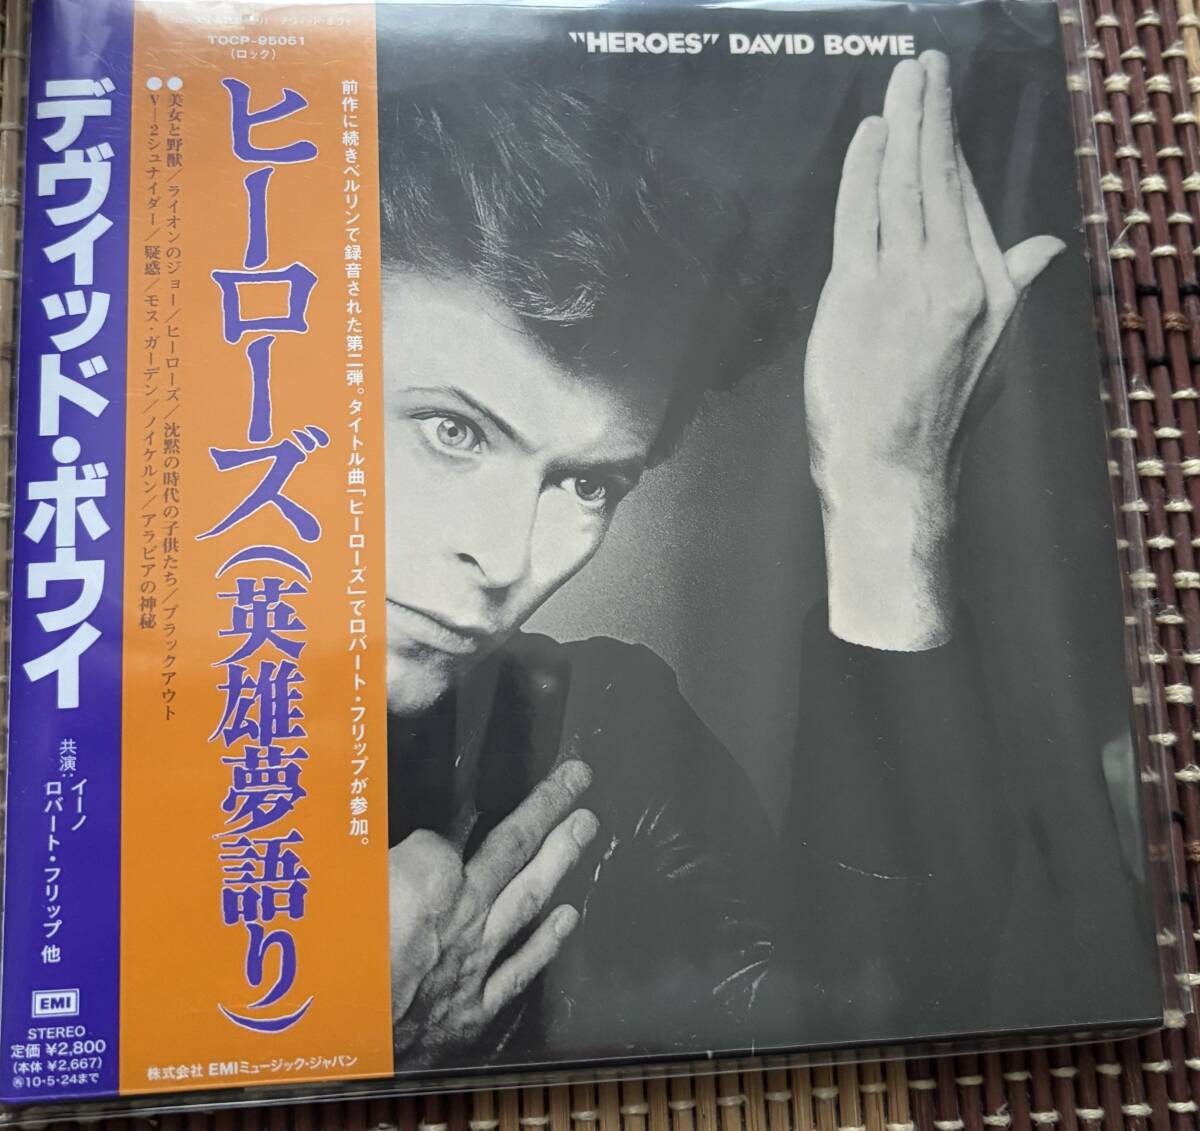 "HEROES" DAVID BOWIE
TOCP-95051
(ロック)
前作に続きベルリンで録音された第二弾。タイトル曲「ヒーローズ」でロバート・フリップが参加。
ヒーローズ(英雄夢語り)
●美女と野獣/ライオンのジョー/ヒーローズ/沈黙の時代の子供たち/ブラックアウト
●V―2シュナイダー/疑惑/モス・ガーデン/ノイケルン/アラビアの神秘
株式会社 EMIミュージック・ジャパン
デヴィッド・ボウイ
共演:イーノ
ロバート・フリップ 他
EMI
STEREO
定価 ¥2,800
(本体 ¥2,667)
10・5・24まで